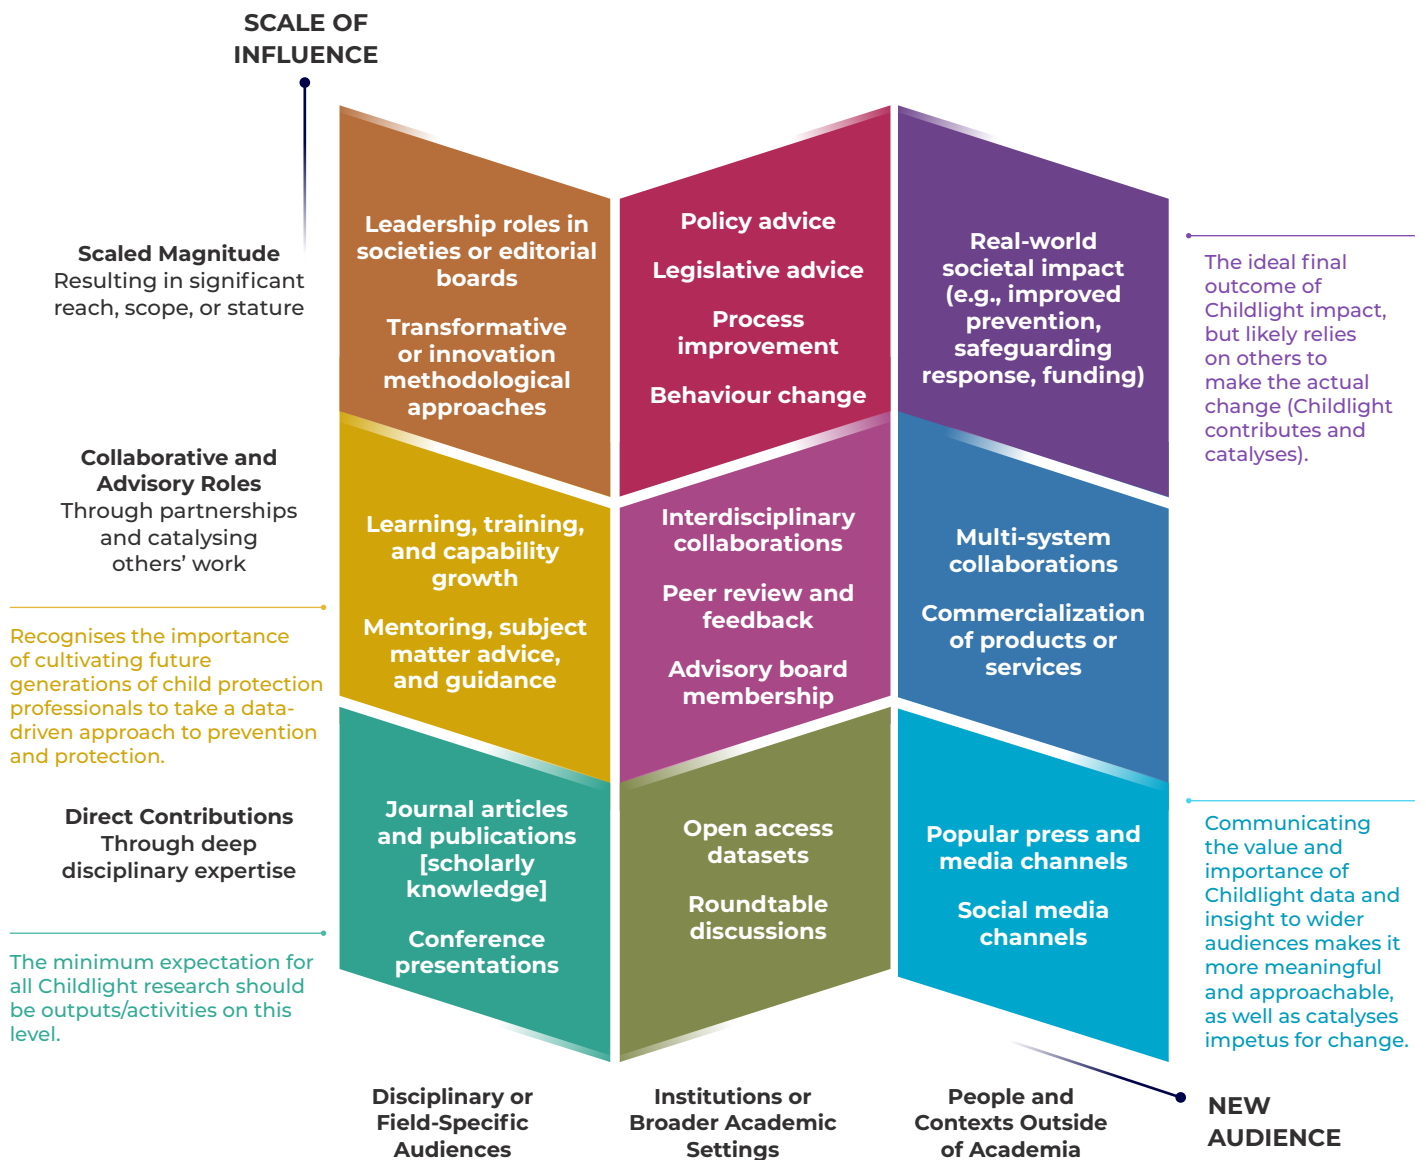 SCALE OF
INFLUENCE
Scaled Magnitude
Resulting in significant
reach, scope, or stature
Leadership roles in
societies or editorial
boards
Transformative
or innovation
methodological
approaches
Policy advice
Legislative advice
Process
improvement
Behaviour change
Real-world
societal impact
(e.g., improved
prevention,
safeguarding
response, funding)
The ideal final
outcome of
Childlight impact,
but likely relies
on others to
make the actual
change (Childlight
contributes and
catalyses).
Collaborative and
Advisory Roles
Through partnerships
and catalysing
others’ work
Recognises the importance
of cultivating future
generations of child protection
professionals to take a data-
driven approach to prevention
and protection.
Learning, training,
and capability
growth
Mentoring, subject
matter advice,
and guidance
Interdisciplinary
collaborations
Peer review and
feedback
Advisory board
membership
Multi-system
collaborations
Commercialization
of products or
services
Direct Contributions
Through deep
disciplinary expertise
The minimum expectation for
all Childlight research should
be outputs/activities on this
level.
Journal articles
and publications
[scholarly
knowledge]
Conference
presentations
Open access
datasets
Roundtable
discussions
Popular press and
media channels
Social media
channels
Communicating
the value and
importance of
Childlight data and
insight to wider
audiences makes it
more meaningful
and approachable,
as well as catalyses
impetus for change.
Disciplinary or
Field-Specific
Audiences
Institutions or
Broader Academic
Settings
People and
Contexts Outside
of Academia
NEW
AUDIENCE